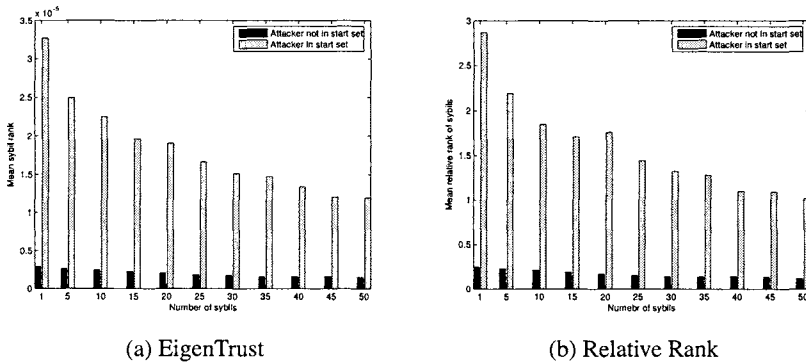 x 10⁻⁵
Attacker not in start set
Attacker in start set
Mean sybil rank
3.5
3
2.5
2
1.5
1
0.5
0
1 5 10 15 20 25 30 35 40 45 50
Number of sybils
(a) EigenTrust
Attacker not in start set
Attacker in start set
Mean relative rank of sybils
3
2.5
2
1.5
1
0.5
0
1 5 10 15 20 25 30 35 40 45 50
Number of sybils
(b) Relative Rank